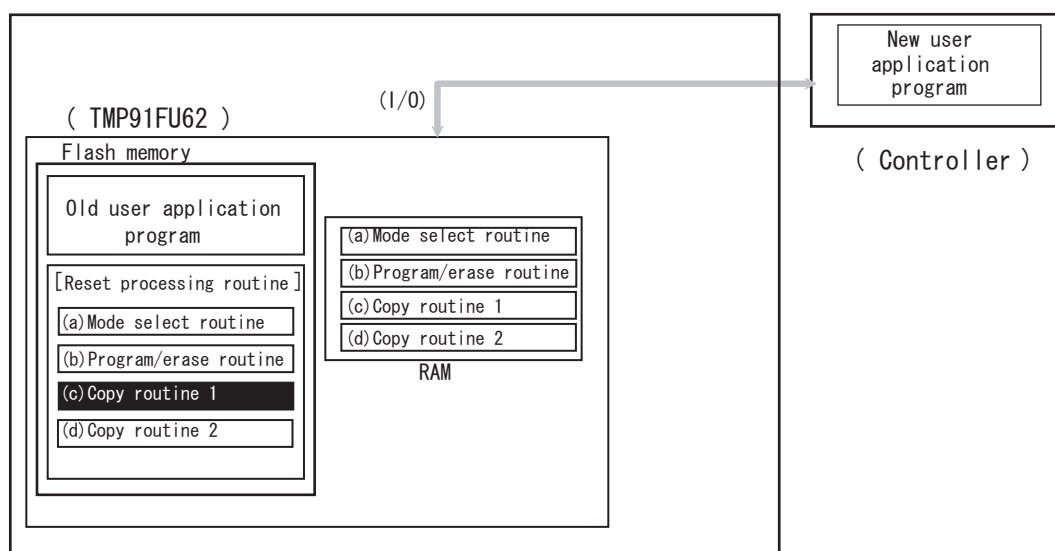 New user
application
program
(I/O)
( TMP91FU62 )
( Controller )
Flash memory
Old user application
program
[Reset processing routine]
(a)Mode select routine
(b)Program/erase routine
(c)Copy routine 1
(d)Copy routine 2
(a)Mode select routine
(b)Program/erase routine
(c)Copy routine 1
(d)Copy routine 2
RAM